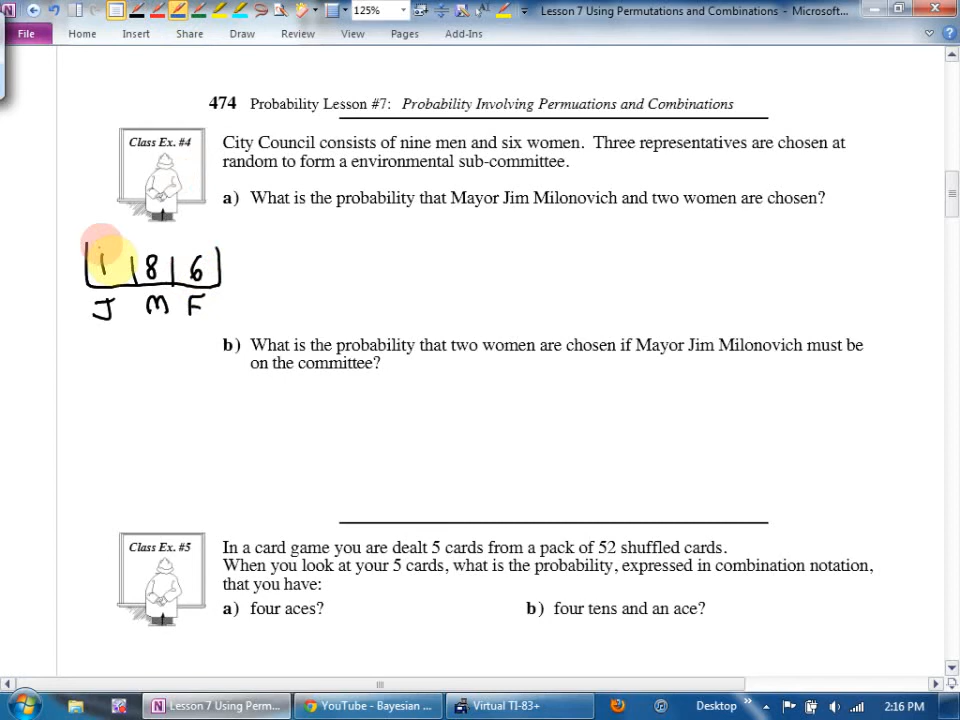 125%
Lesson 7 Using Permutations and Combinations - Microsoft...
File Home Insert Share Draw Review View Pages Add-Ins
474 Probability Lesson #7: Probability Involving Permuations and Combinations
Class Ex. #4
City Council consists of nine men and six women. Three representatives are chosen at
random to form a environmental sub-committee.
a) What is the probability that Mayor Jim Milonovich and two women are chosen?
1 8 6
J M F
b) What is the probability that two women are chosen if Mayor Jim Milonovich must be
on the committee?
Class Ex. #5
In a card game you are dealt 5 cards from a pack of 52 shuffled cards.
When you look at your 5 cards, what is the probability, expressed in combination notation,
that you have:
a) four aces? b) four tens and an ace?
Lesson 7 Using Perm... YouTube - Bayesian ... Virtual TI-83+ Desktop 2:16 PM